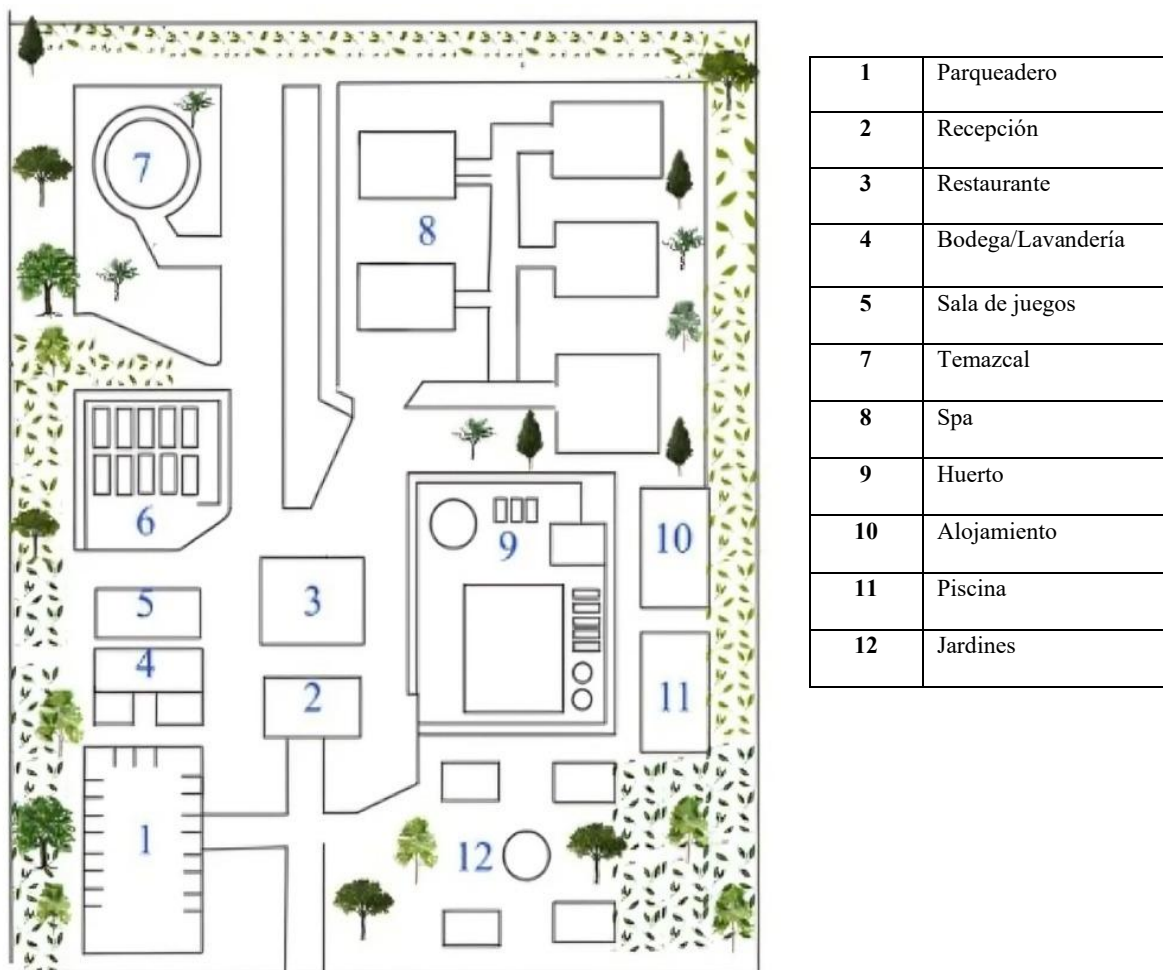 7
8
6
9
10
5
3
4
2
11
1
12
1 Parqueadero
2 Recepción
3 Restaurante
4 Bodega/Lavandería
5 Sala de juegos
7 Temazcal
8 Spa
9 Huerto
10 Alojamiento
11 Piscina
12 Jardines